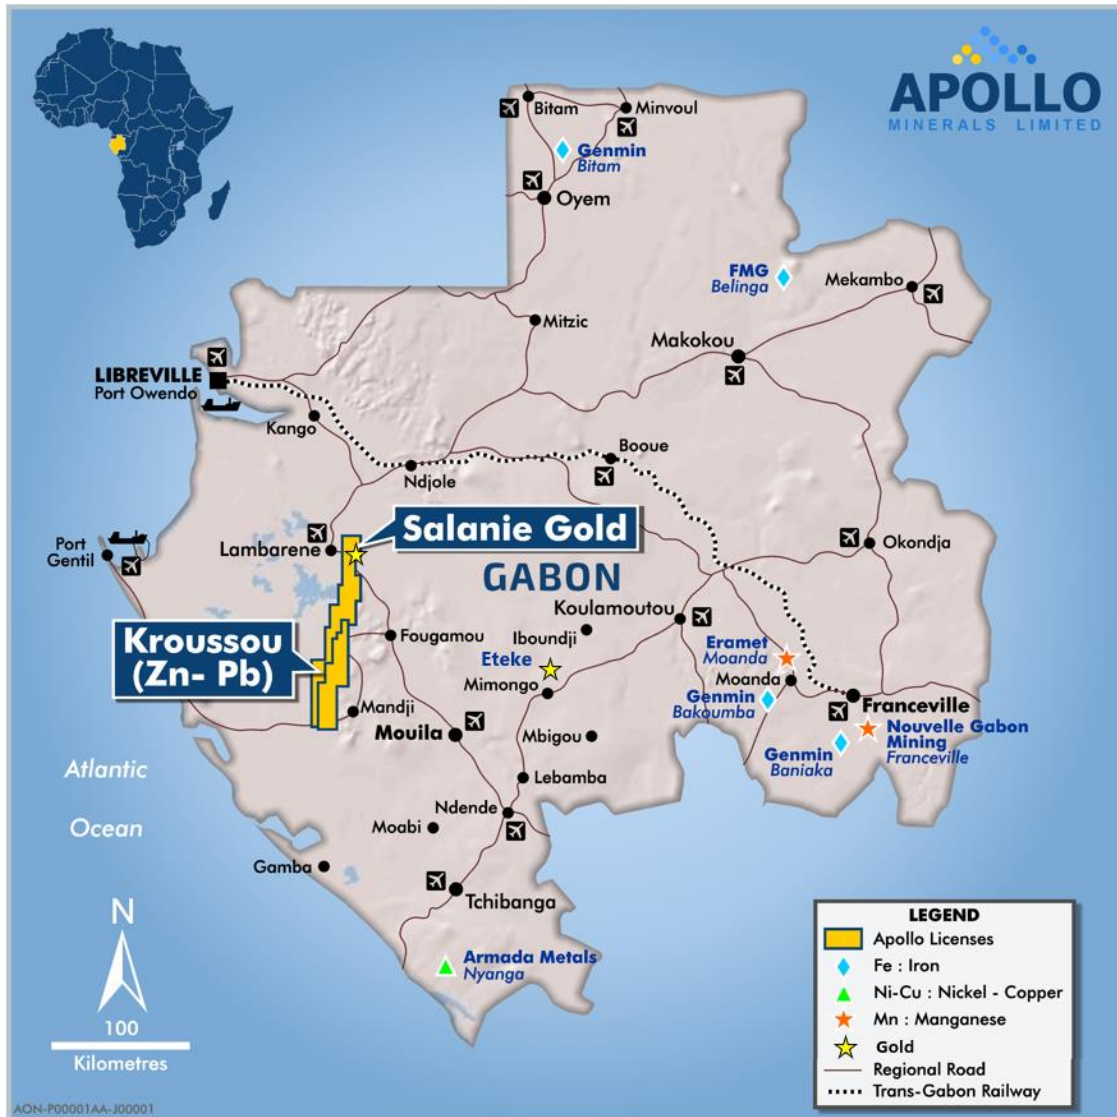 APOLLO
MINERALS LIMITED
Bitam
Minvoul
Genmin
Bitam
Oyem
FMG
Belinga
Mekambo
Mitzic
Makokou
LIBREVILLE
Port Owendo
Kango
Booue
Ndjole
Salanie Gold
Port
Gentil
Lambarene
Okondja
GABON
Koulamoutou
Kroussou
(Zn- Pb)
Fougamou
Iboundji
Eramet
Moanda
Eteke
Moanda
Mimongo
Genmin
Bakoumba
Franceville
Mandji
Mouila
Mbigou
Nouvelle Gabon
Mining
Franceville
Genmin
Baniaka
Atlantic
Ocean
Lebamba
Ndende
Moabi
Gamba
Tchibanga
Armada Metals
Nyanga
N
100
Kilometres
LEGEND
Apollo Licenses
Fe : Iron
Ni-Cu : Nickel - Copper
Mn : Manganese
Gold
Regional Road
Trans-Gabon Railway
AON-P00001AA-J00001